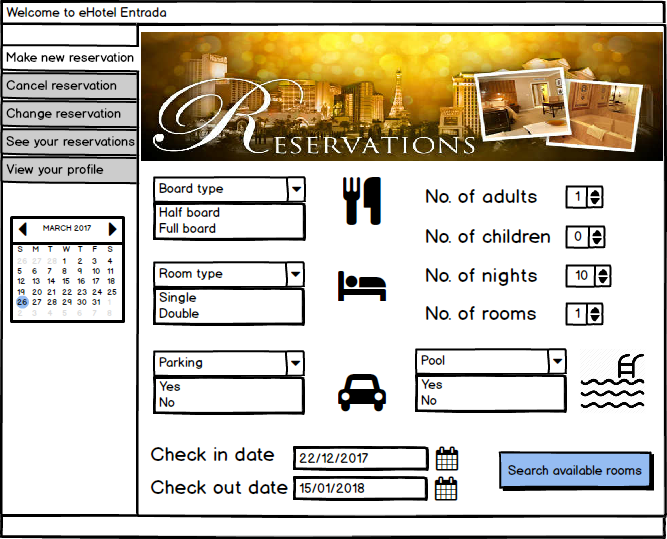 Welcome to eHotel Entrada
Make new reservation
Cancel reservation
Change reservation
See your reservations
View your profile
MARCH 2017
S M T W T F S
26 27 28 1 2 3 4
5 6 7 8 9 10 11
12 13 14 15 16 17 18
19 20 21 22 23 24 25
26 27 28 29 30 31 1
2 3 4 5 6 7 8
RESERVATIONS
Board type
Half board
Full board
No. of adults 1
No. of children 0
Room type
Single
Double
No. of nights 10
No. of rooms 1
Parking
Yes
No
Pool
Yes
No
Check in date 22/12/2017
Check out date 15/01/2018
Search available rooms